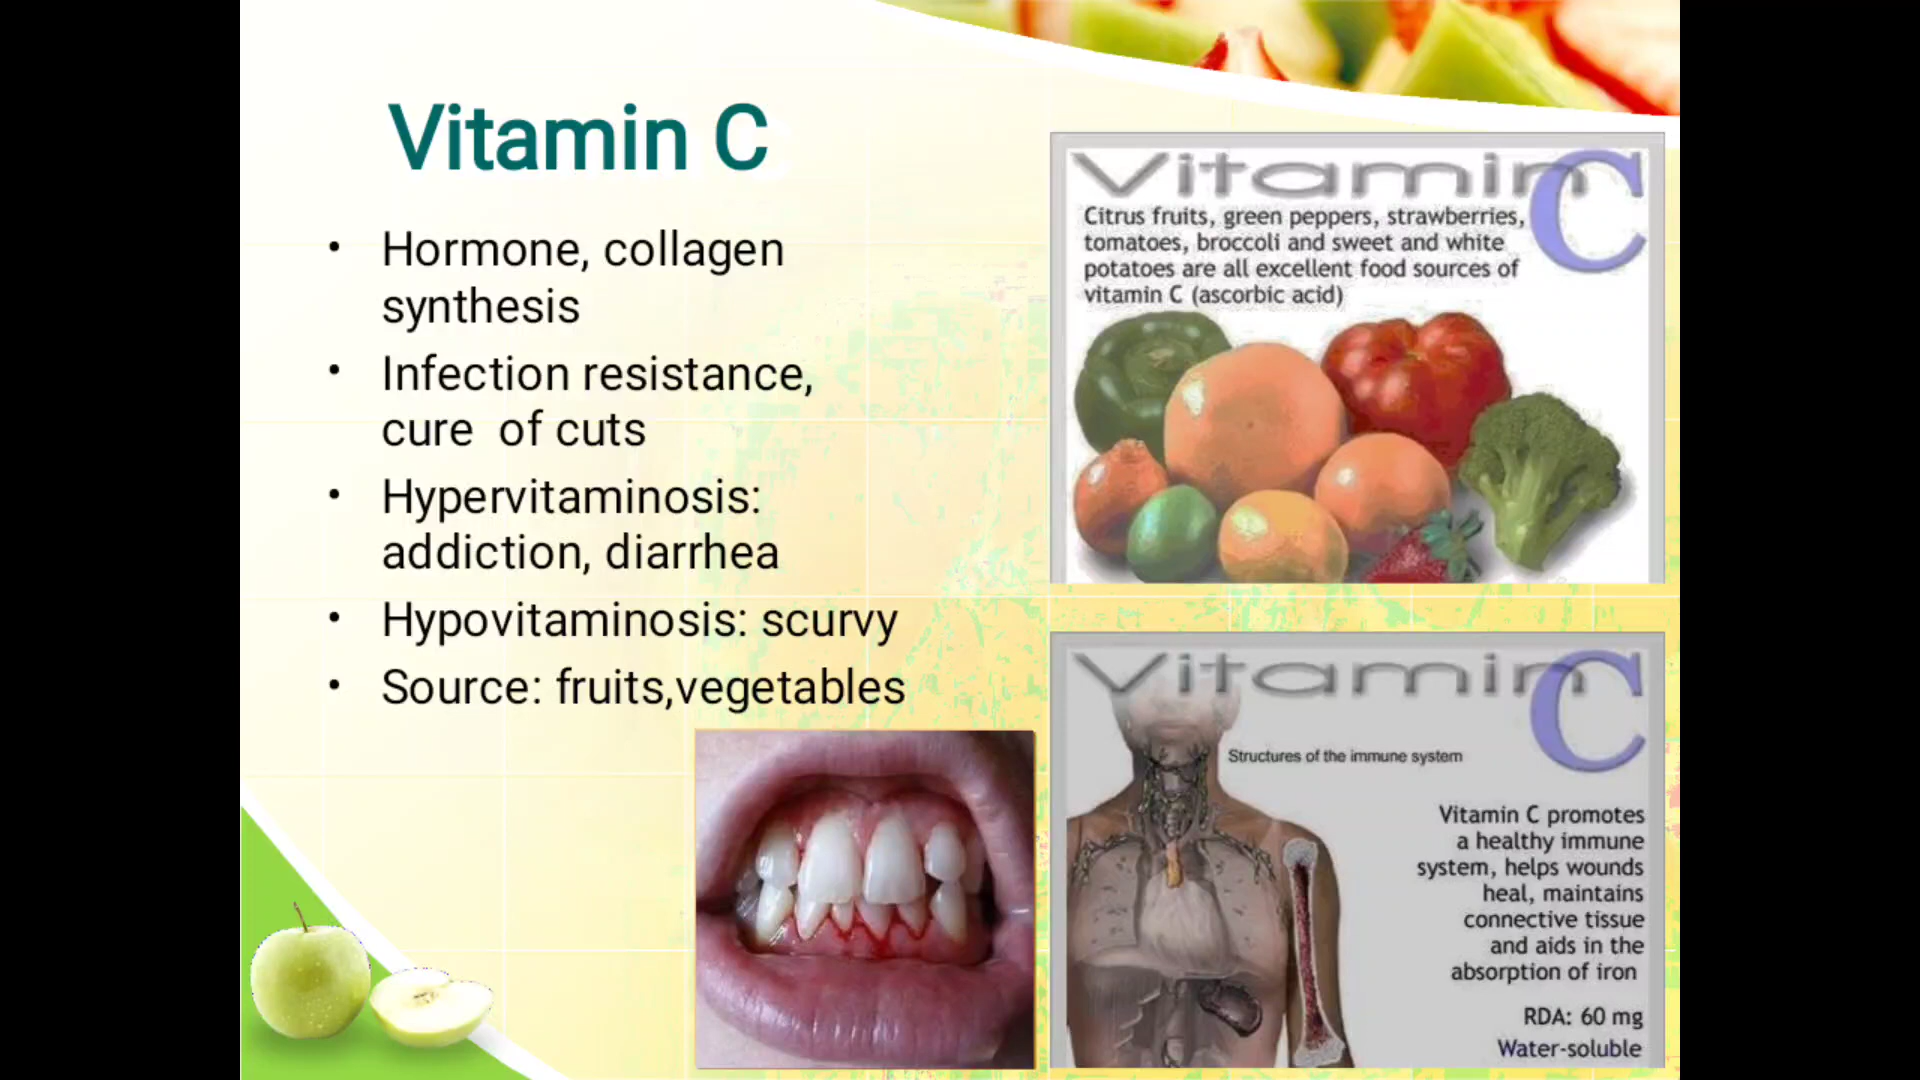 Vitamin C
• Hormone, collagen
synthesis
• Infection resistance,
cure of cuts
• Hypervitaminosis:
addiction, diarrhea
• Hypovitaminosis: scurvy
• Source: fruits,vegetables
Vitamin C
Citrus fruits, green peppers, strawberries,
tomatoes, broccoli and sweet and white
potatoes are all excellent food sources of
vitamin C (ascorbic acid)
Vitamin C
Structures of the immune system
Vitamin C promotes
a healthy immune
system, helps wounds
heal, maintains
connective tissue
and aids in the
absorption of iron
RDA: 60 mg
Water-soluble